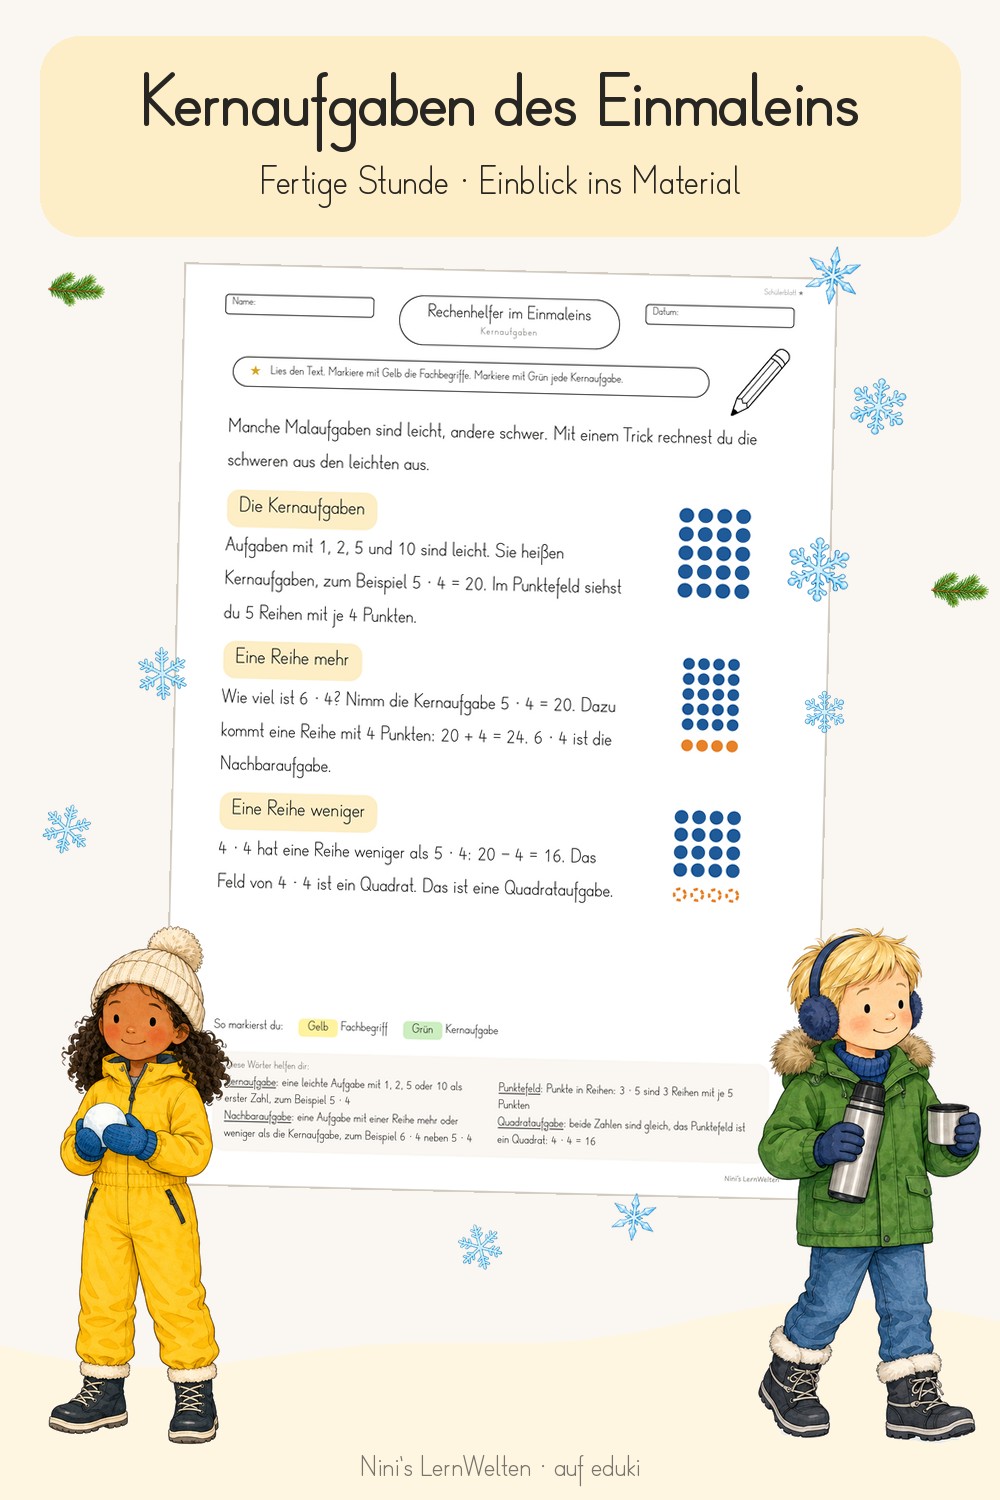 Kernaufgaben des Einmaleins
Fertige Stunde · Einblick ins Material
Schülerblatt ★
Name:
Rechenhelfer im Einmaleins
Kernaufgaben
Datum:
★ Lies den Text. Markiere mit Gelb die Fachbegriffe. Markiere mit Grün jede Kernaufgabe.
Manche Malaufgaben sind leicht, andere schwer. Mit einem Trick rechnest du die
schweren aus den leichten aus.
Die Kernaufgaben
Aufgaben mit 1, 2, 5 und 10 sind leicht. Sie heißen
Kernaufgaben, zum Beispiel 5 · 4 = 20. Im Punktefeld siehst
du 5 Reihen mit je 4 Punkten.
Eine Reihe mehr
Wie viel ist 6 · 4? Nimm die Kernaufgabe 5 · 4 = 20. Dazu
kommt eine Reihe mit 4 Punkten: 20 + 4 = 24. 6 · 4 ist die
Nachbaraufgabe.
Eine Reihe weniger
4 · 4 hat eine Reihe weniger als 5 · 4: 20 − 4 = 16. Das
Feld von 4 · 4 ist ein Quadrat. Das ist eine Quadrataufgabe.
So markierst du: Gelb Fachbegriff Grün Kernaufgabe
Diese Wörter helfen dir:
Kernaufgabe: eine leichte Aufgabe mit 1, 2, 5 oder 10 als
erster Zahl, zum Beispiel 5 · 4
Nachbaraufgabe: eine Aufgabe mit einer Reihe mehr oder
weniger als die Kernaufgabe, zum Beispiel 6 · 4 neben 5 · 4
Punktefeld: Punkte in Reihen: 3 · 5 sind 3 Reihen mit je 5
Punkten
Quadrataufgabe: beide Zahlen sind gleich, das Punktefeld ist
ein Quadrat: 4 · 4 = 16
Nini's LernWelten
Nini's LernWelten · auf eduki